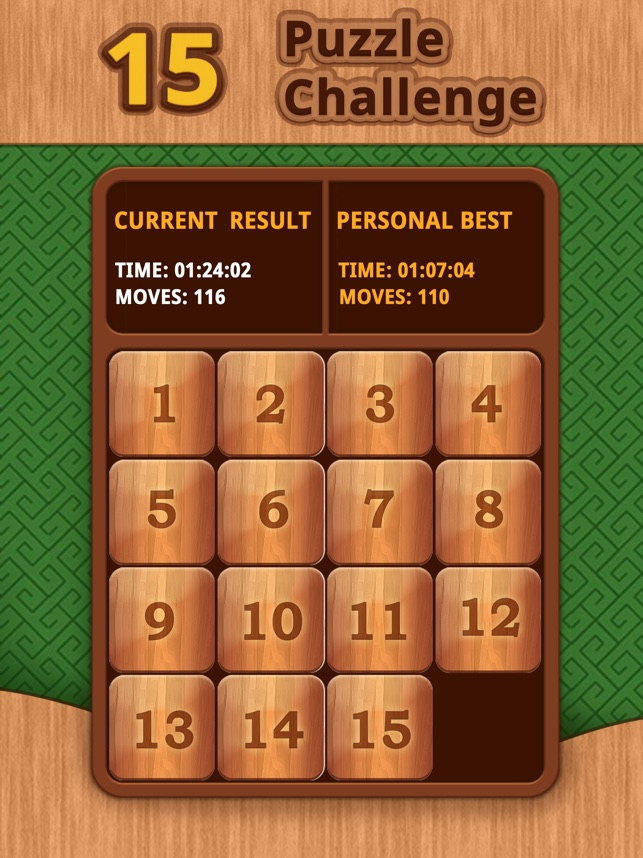 15 Puzzle
Challenge
CURRENT RESULT
TIME: 01:24:02
MOVES: 116
PERSONAL BEST
TIME: 01:07:04
MOVES: 110
1 2 3 4
5 6 7 8
9 10 11 12
13 14 15